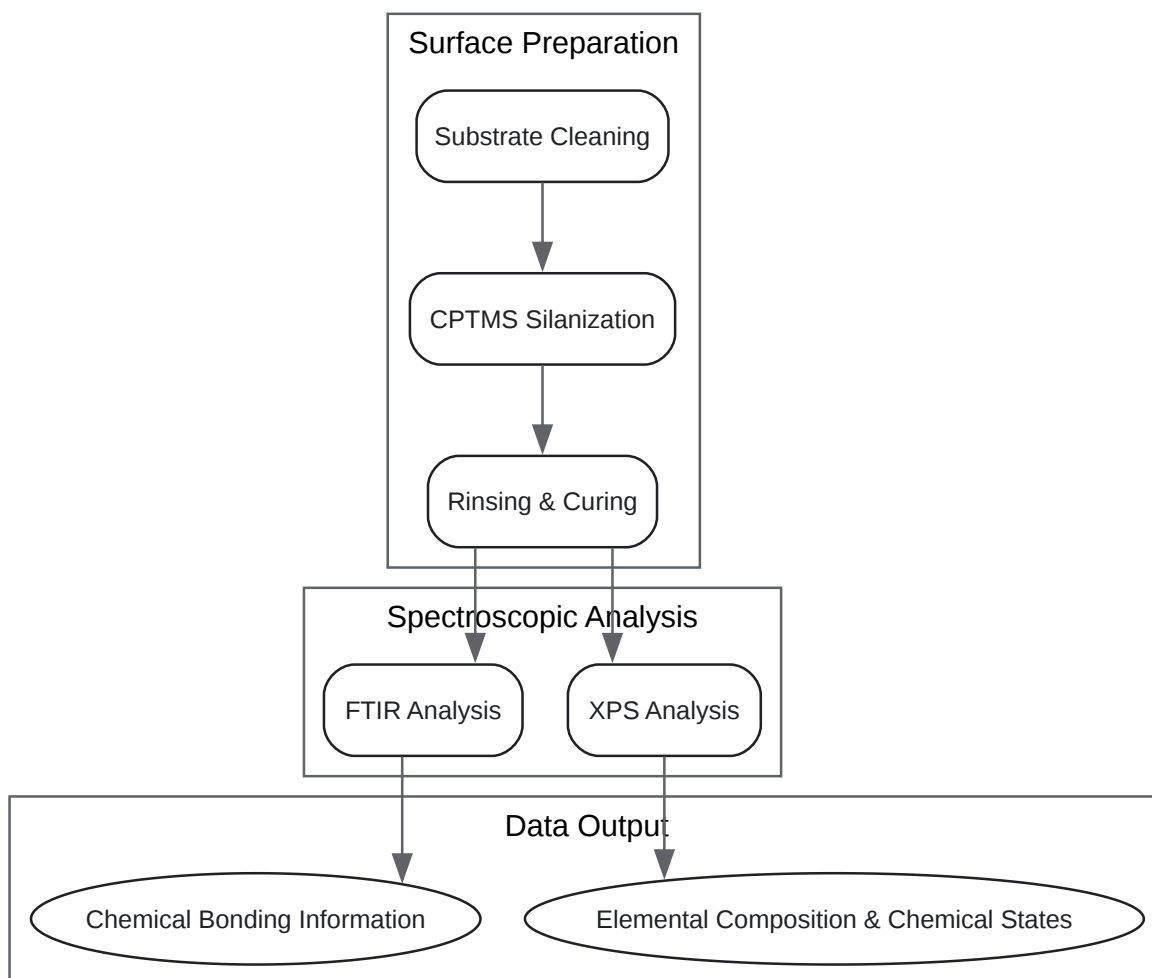 Surface Preparation
Substrate Cleaning
CPTMS Silanization
Rinsing & Curing
Spectroscopic Analysis
FTIR Analysis
XPS Analysis
Data Output
Chemical Bonding Information
Elemental Composition & Chemical States